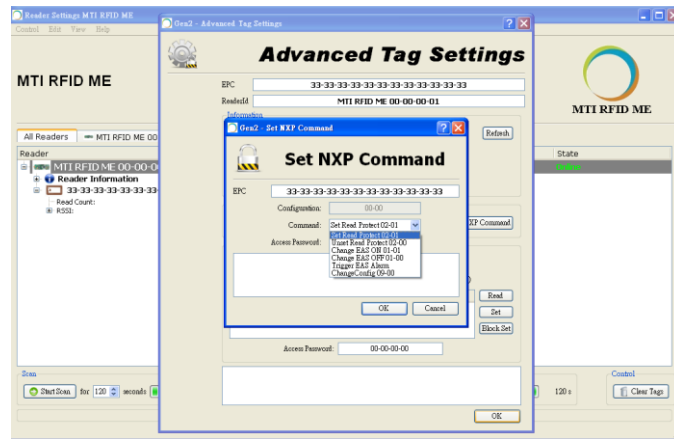 Reader Settings MTI RFID ME
Control Edit View Help
MTI RFID ME
MTI RFID ME
All Readers MTI RFID ME 00
Reader
State
MTI RFID ME 00-00-0
Reader Information
33-33-33-33-33-33-33-
Read Count:
RSSI:
Scan
Start Scan for 120 seconds
120 s
Control
Clear Tags
Gen2 - Advanced Tag Settings
Advanced Tag Settings
EPC 33-33-33-33-33-33-33-33-33-33-33-33
ReaderId MTI RFID ME 00-00-00-01
Information
Refresh
XP Command
Read
Set
Block Set
Access Password: 00-00-00-00
OK
Gen2 - Set NXP Command
Set NXP Command
EPC 33-33-33-33-33-33-33-33-33-33-33-33
Configuration: 00-00
Command: Set Read Protect 02-01
Set Read Protect 02-01
Unset Read Protect 02-00
Change EAS ON 01-01
Change EAS OFF 01-00
Trigger EAS Alarm
ChangeConfig 09-00
Access Password:
OK Cancel